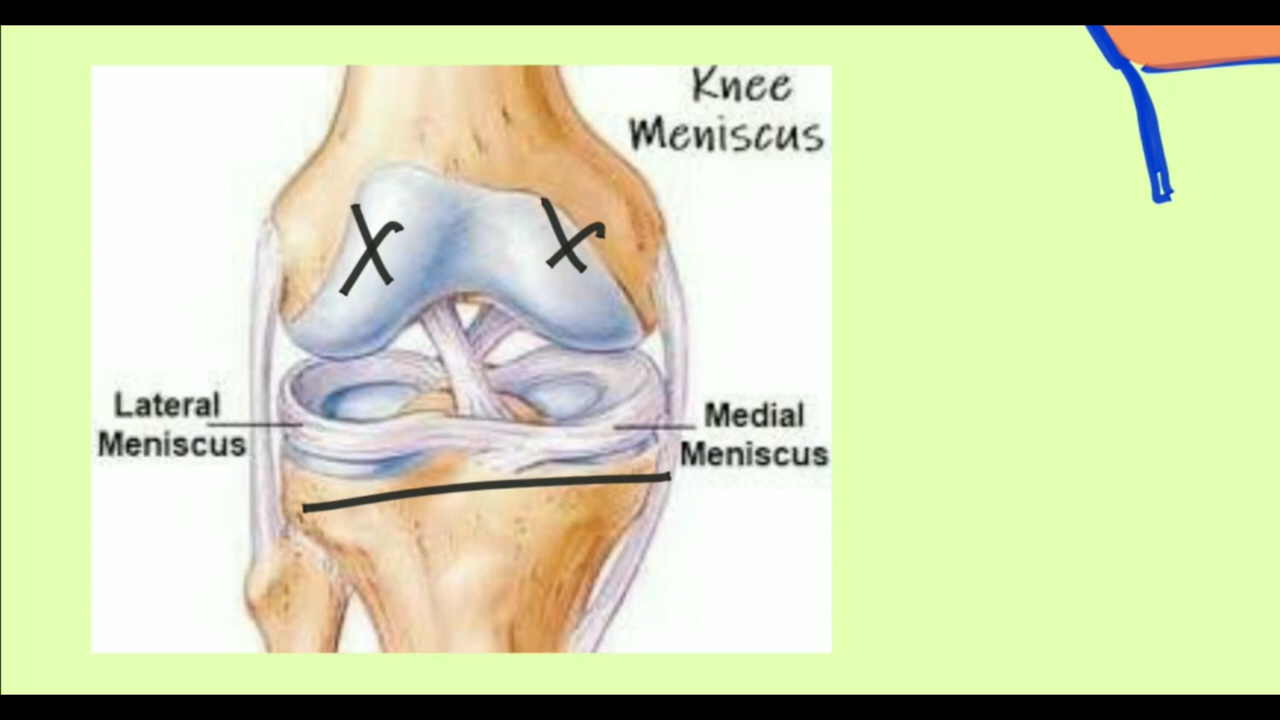 Knee
Meniscus
X X
Lateral
Meniscus
Medial
Meniscus